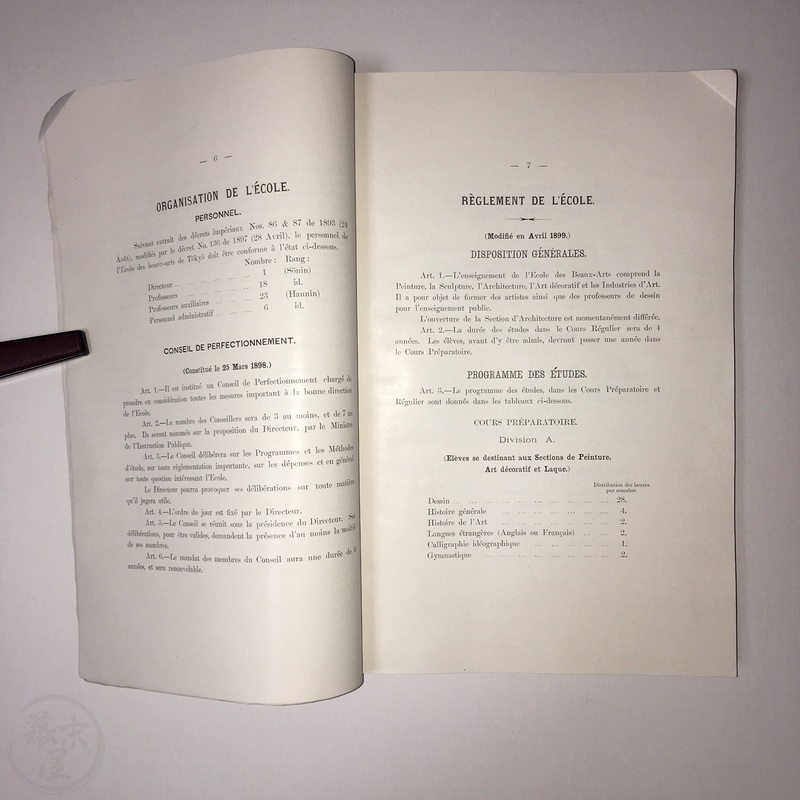 — 6 —
ORGANISATION DE L'ÉCOLE.
PERSONNEL.
Suivant extrait des décrets impériaux Nos. 86 & 87 de 1893 (24
Août), modifiés par le décret No. 136 de 1897 (28 Avril), le personnel de
l'Ecole des beaux-arts de Tōkyō doit être conforme à l'état ci-dessous.
Nombre : Rang :
Directeur ... 1 (Sōnin)
Professeurs ... 18 id.
Professeurs auxiliaires ... 23 (Hannin)
Personnel administratif ... 6 id.
CONSEIL DE PERFECTIONNEMENT.
(Constitué le 25 Mars 1898.)
Art. 1.—Il est institué un Conseil de Perfectionnement chargé de
prendre en considération toutes les mesures important à la bonne direction
de l'Ecole.
Art. 2.—Le nombre des Conseillers sera de 3 au moins, et de 7 au
plus. Ils seront nommés sur la proposition du Directeur, par le Ministre
de l'Instruction Publique.
Art. 3.—Le Conseil délibérera sur les Programmes et les Méthodes
d'étude, sur toute règlementation importante, sur les dépenses et en général
sur toute question intéressant l'Ecole.
Le Directeur pourra provoquer ses délibérations sur toute matière
qu'il jugera utile.
Art. 4.—L'ordre du jour est fixé par le Directeur.
Art. 5.—Le Conseil se réunit sous la présidence du Directeur. Ses
délibérations, pour être valides, demandent la présence d'au moins la moitié
de ses membres.
Art. 6.—Le mandat des membres du Conseil aura une durée de
années, et sera renouvelable.
— 7 —
RÈGLEMENT DE L'ÉCOLE.
(Modifié en Avril 1899.)
DISPOSITION GÉNÉRALES.
Art. 1.—L'enseignement de l'Ecole des Beaux-Arts comprend la
Peinture, la Sculpture, l'Architecture, l'Art décoratif et les Industries d'Art.
Il a pour objet de former des artistes ainsi que des professeurs de dessin
pour l'enseignement public.
L'ouverture de la Section d'Architecture est momentanément différée.
Art. 2.—La durée des études dans le Cours Régulier sera de 4
années. Les élèves, avant d'y être admis, devront passer une année dans
le Cours Préparatoire.
PROGRAMME DES ÉTUDES.
Art. 3.—Le programme des études, dans les Cours Préparatoire et
Régulier sont donnés dans les tableaux ci-dessous.
COURS PRÉPARATOIRE.
Division A.
(Elèves se destinant aux Sections de Peinture,
Art décoratif et Laque.)
Distribution des heures
par semaine:
Dessin ... 28.
Histoire générale ... 4.
Histoire de l'Art ... 2.
Langues étrangères (Anglais ou Français) ... 2.
Calligraphie idéographique ... 1.
Gymnastique ... 2.
幕末屋